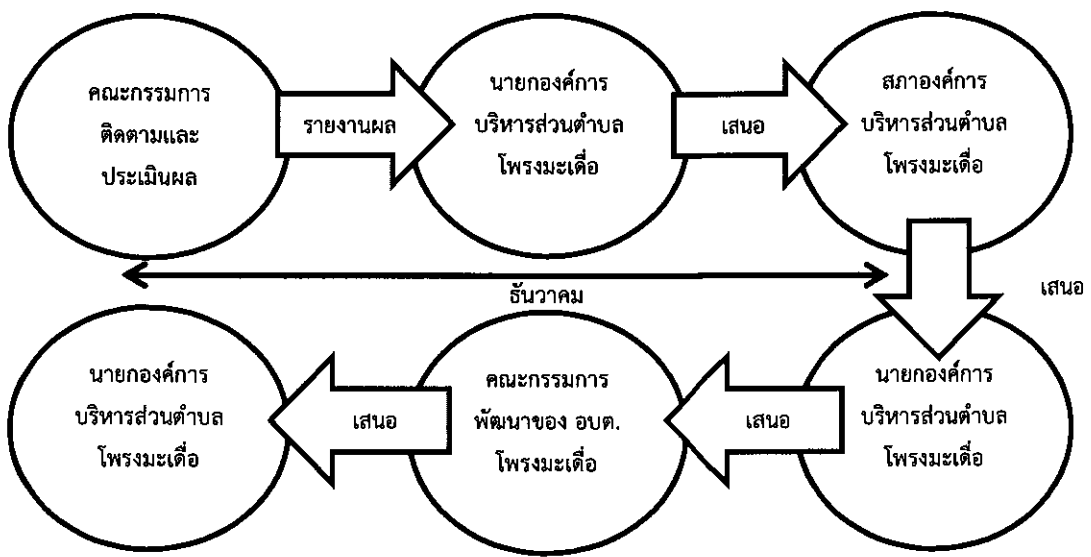 คณะกรรมการ
ติดตามและ
ประเมินผล
รายงานผล
นายกองค์การ
บริหารส่วนตำบล
โพรงมะเดื่อ
เสนอ
สภาองค์การ
บริหารส่วนตำบล
โพรงมะเดื่อ
ธันวาคม
เสนอ
นายกองค์การ
บริหารส่วนตำบล
โพรงมะเดื่อ
เสนอ
คณะกรรมการ
พัฒนาของ อบต.
โพรงมะเดื่อ
เสนอ
นายกองค์การ
บริหารส่วนตำบล
โพรงมะเดื่อ